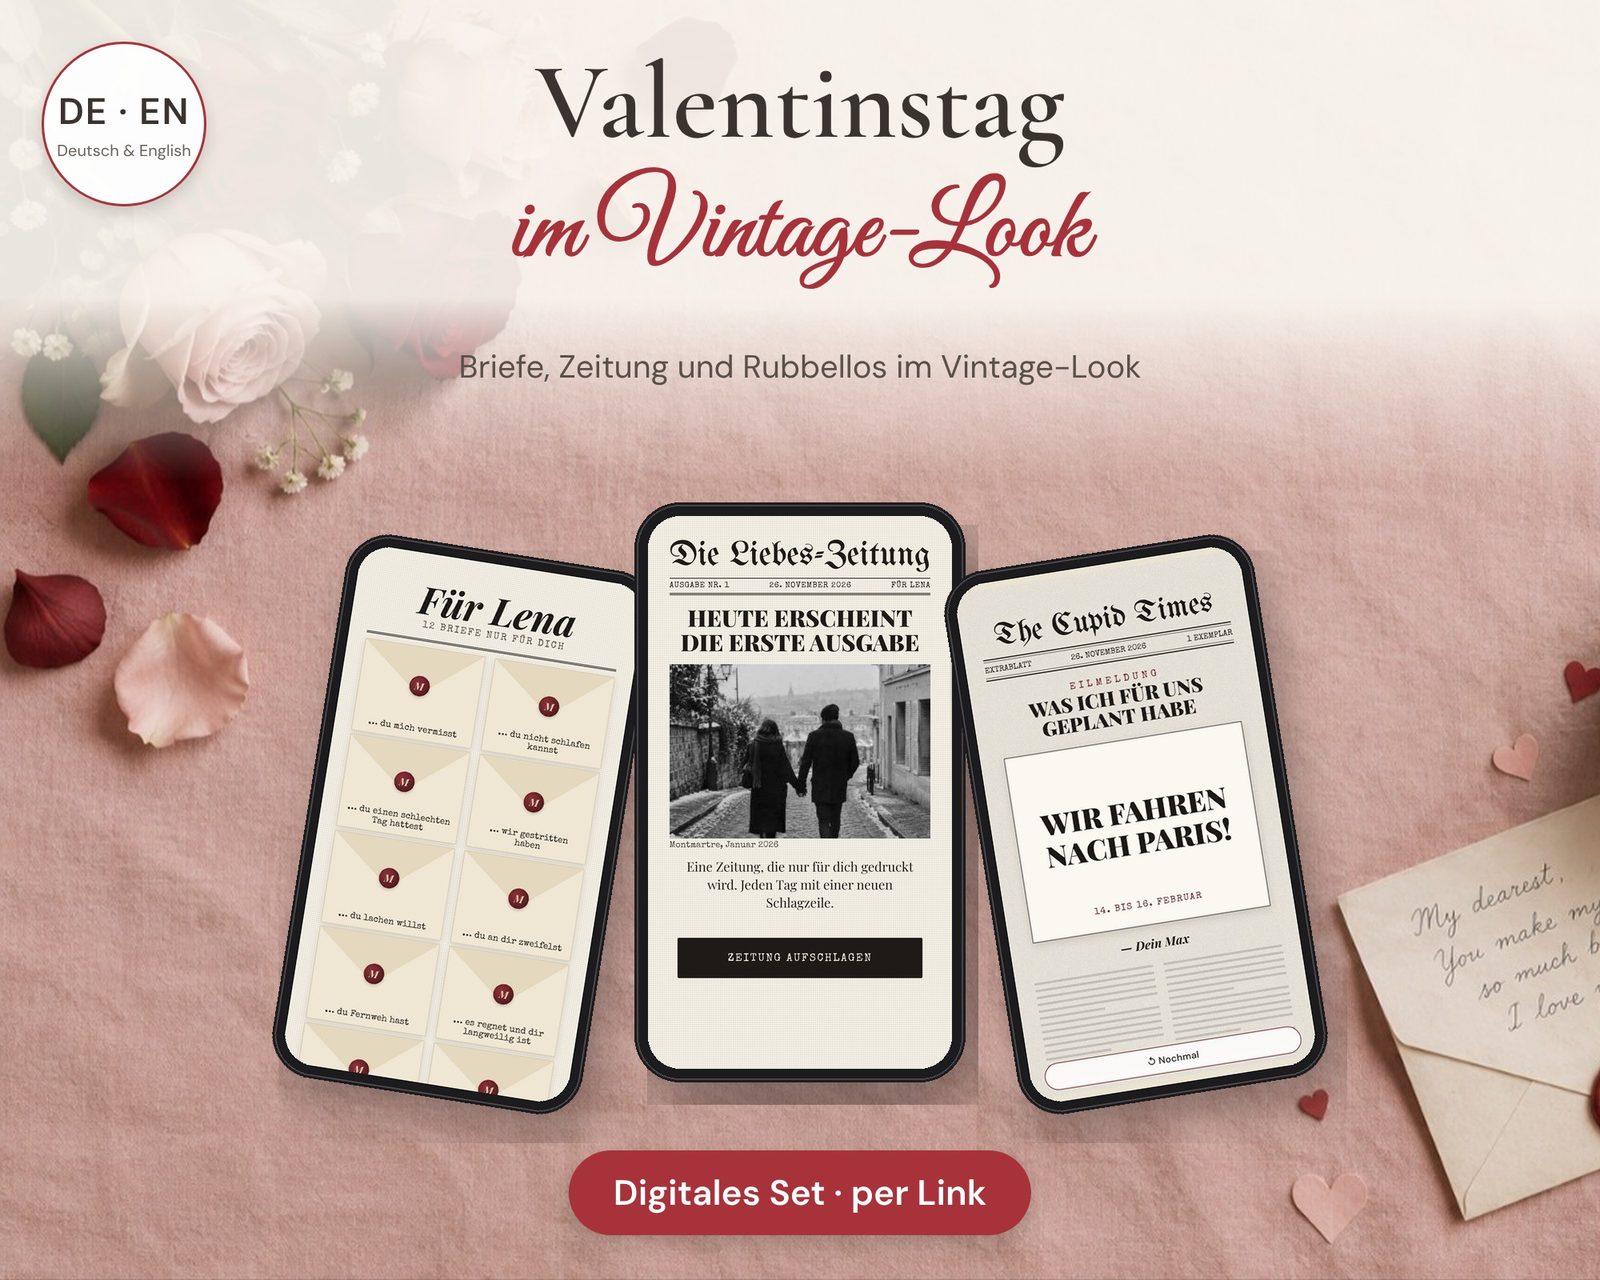 DE · EN
Deutsch & English
Valentinstag
im Vintage-Look
Briefe, Zeitung und Rubbellos im Vintage-Look
Für Lena
12 BRIEFE NUR FÜR DICH
M
M
... du mich vermisst
... du nicht schlafen
kannst
M
M
... du einen schlechten
Tag hattest
... wir gestritten
haben
M
M
... du lachen willst
... du an dir zweifelst
M
M
... du Fernweh hast
... es regnet und dir
langweilig ist
M
M
Die Liebes-Zeitung
AUSGABE NR. 1 26. NOVEMBER 2026 FÜR LENA
HEUTE ERSCHEINT
DIE ERSTE AUSGABE
Montmartre, Januar 2026
Eine Zeitung, die nur für dich gedruckt
wird. Jeden Tag mit einer neuen
Schlagzeile.
ZEITUNG AUFSCHLAGEN
The Cupid Times
EXTRABLATT 26. NOVEMBER 2026 1 EXEMPLAR
EILMELDUNG
WAS ICH FÜR UNS
GEPLANT HABE
WIR FAHREN
NACH PARIS!
14. BIS 16. FEBRUAR
— Dein Max
↺ Nochmal
My dearest,
You make my
so much
I love
Digitales Set · per Link